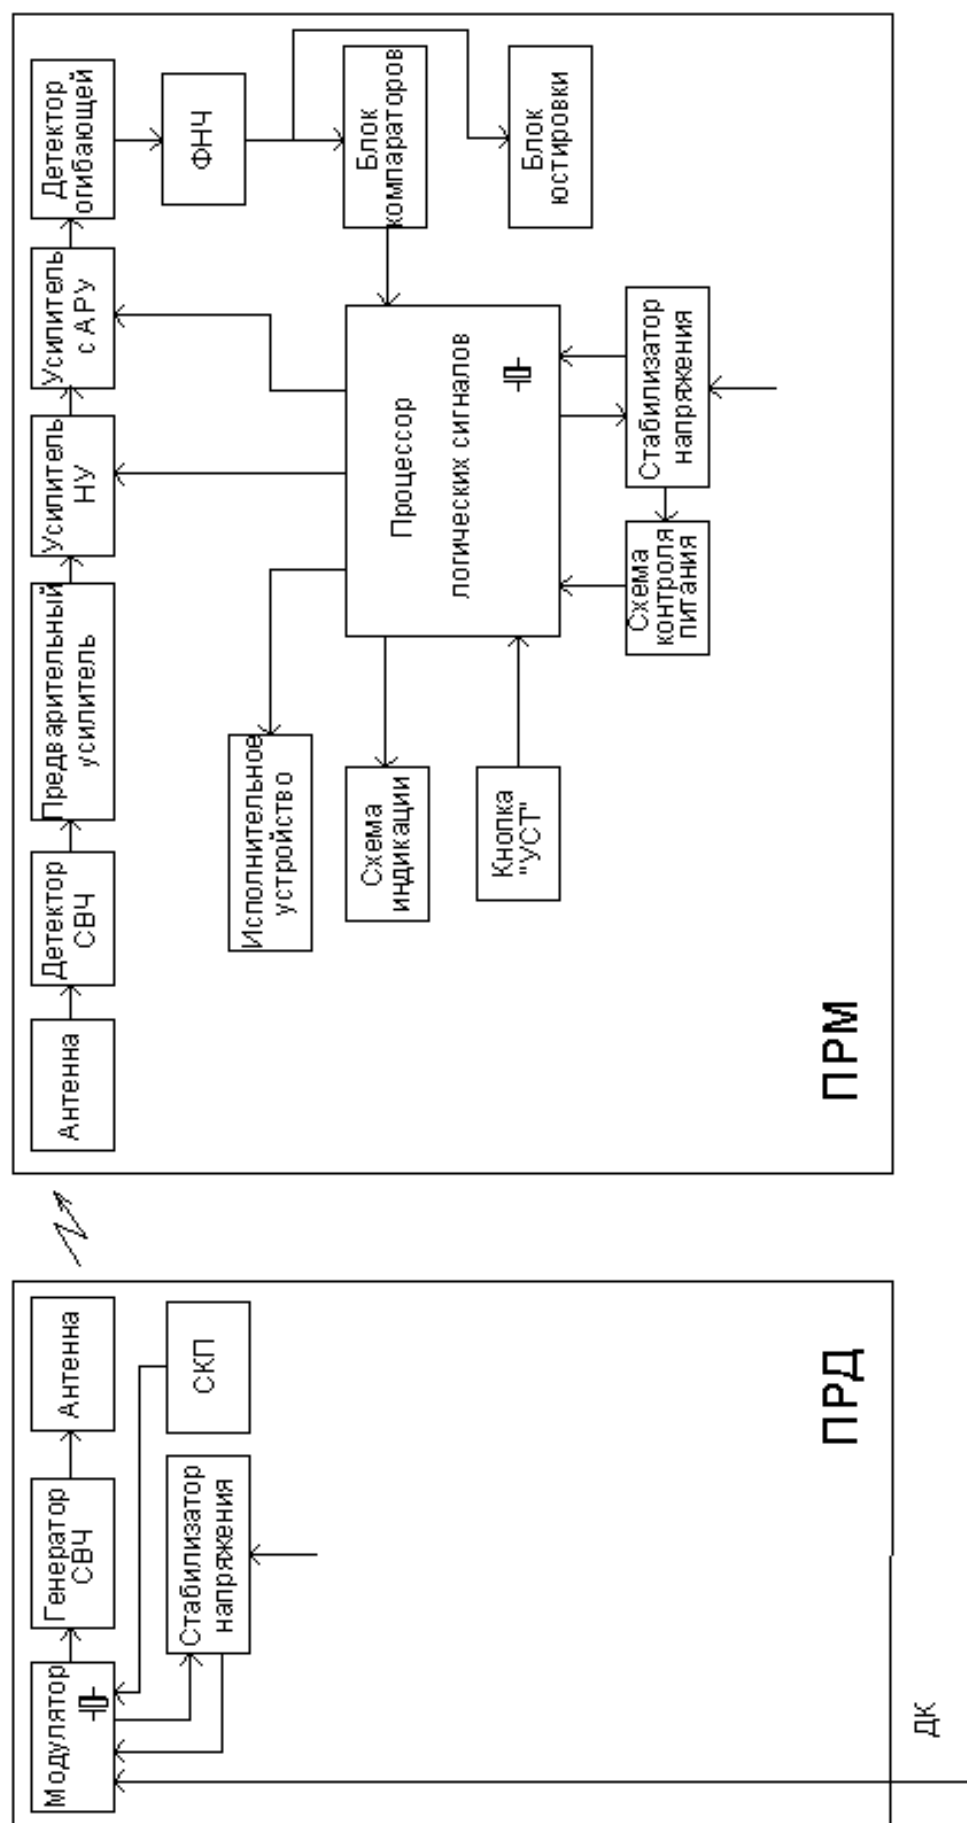 Модулятор
Генератор
СВЧ
Антенна
Стабилизатор
напряжения
СКП
ПРД
ДК
Антенна
Детектор
СВЧ
Предварительный
усилитель
Усилитель
НУ
Усилитель
с АРУ
Детектор
огибающей
ФНЧ
Блок
компараторов
Блок
юстировки
Процессор
логических сигналов
Исполнительное
устройство
Схема
индикации
Кнопка
"УСТ"
Схема
контроля
питания
Стабилизатор
напряжения
ПРМ